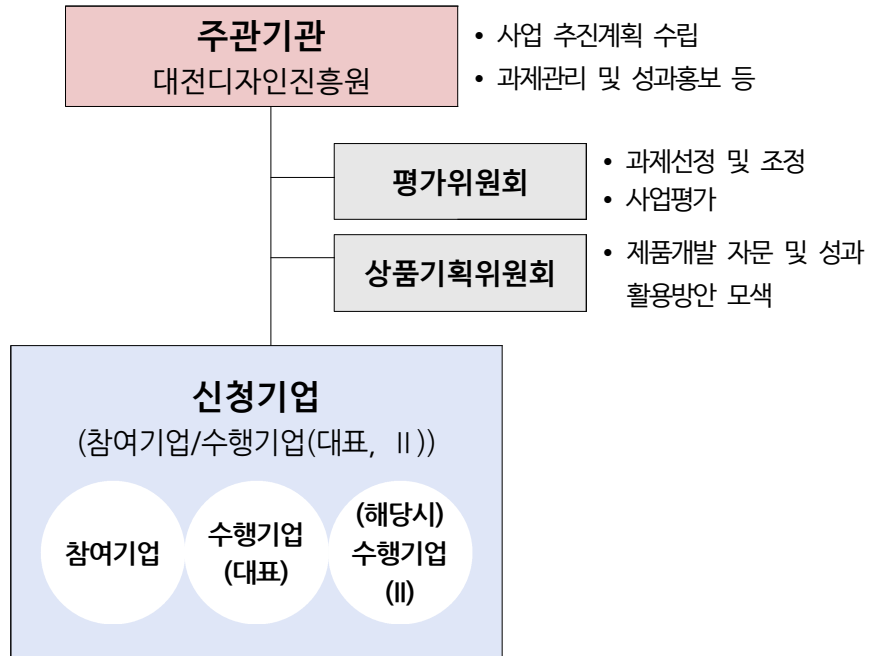 주관기관
대전디자인진흥원
• 사업 추진계획 수립
• 과제관리 및 성과홍보 등
평가위원회
• 과제선정 및 조정
• 사업평가
상품기획위원회
• 제품개발 자문 및 성과
활용방안 모색
신청기업
(참여기업/수행기업(대표, Ⅱ))
참여기업
수행기업
(대표)
(해당시)
수행기업
(Ⅱ)